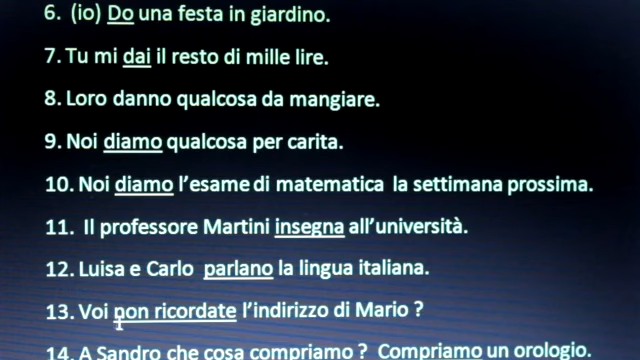 6. (io) Do una festa in giardino.
7. Tu mi dai il resto di mille lire.
8. Loro danno qualcosa da mangiare.
9. Noi diamo qualcosa per carita.
10. Noi diamo l'esame di matematica la settimana prossima.
11. Il professore Martini insegna all'università.
12. Luisa e Carlo parlano la lingua italiana.
13. Voi non ricordate l'indirizzo di Mario ?
14. A Sandro che cosa compriamo ? Compriamo un orologio.